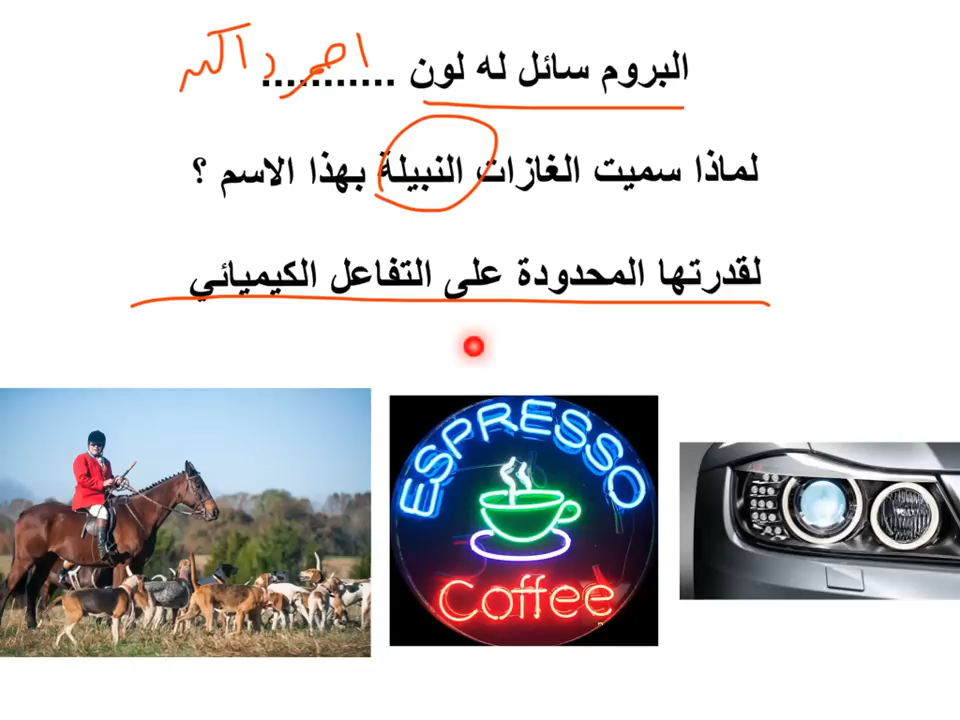 البروم سائل له لون ........... احمر داكن
لماذا سميت الغازات النبيلة بهذا الاسم ؟
لقدرتها المحدودة على التفاعل الكيميائي
ESPRESSO
Coffee